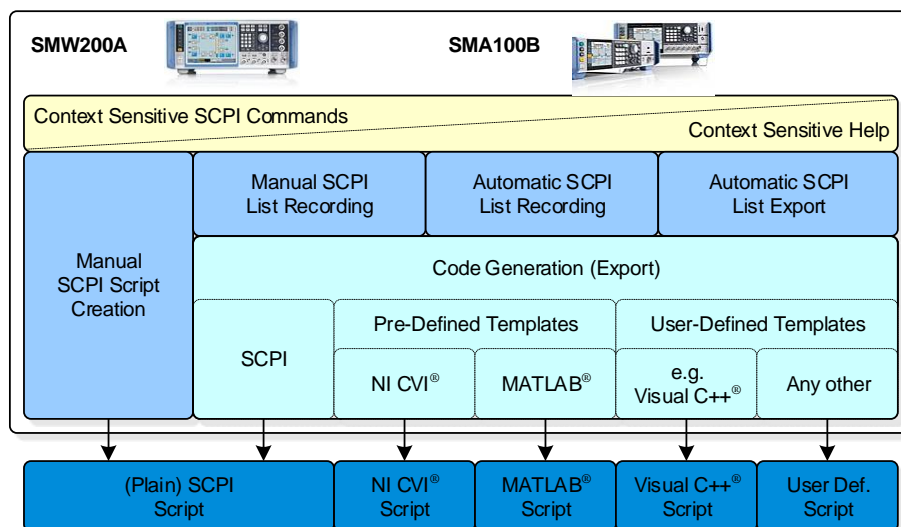 SMW200A
SMA100B
Context Sensitive SCPI Commands
Context Sensitive Help
Manual SCPI
List Recording
Automatic SCPI
List Recording
Automatic SCPI
List Export
Manual
SCPI Script
Creation
Code Generation (Export)
SCPI
Pre-Defined Templates
User-Defined Templates
NI CVI®
MATLAB®
e.g.
Visual C++®
Any other
(Plain) SCPI
Script
NI CVI®
Script
MATLAB®
Script
Visual C++®
Script
User Def.
Script